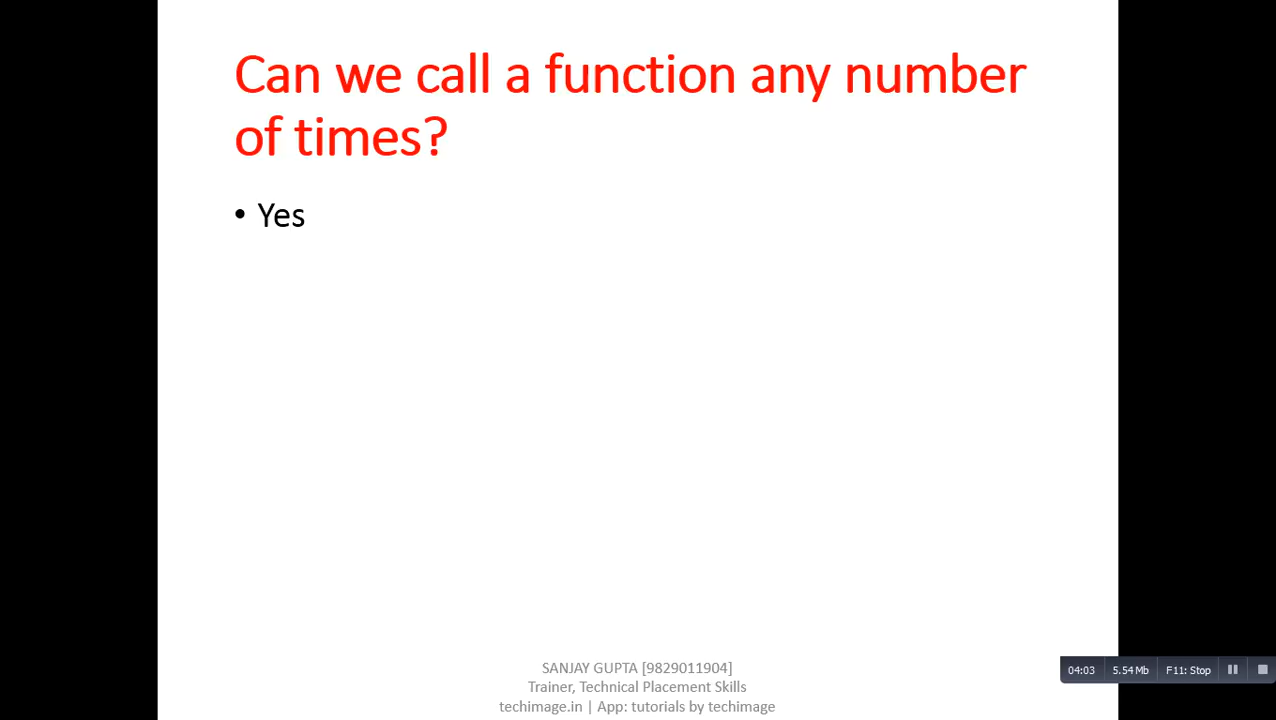 Can we call a function any number
of times?
• Yes
SANJAY GUPTA [9829011904]
Trainer, Technical Placement Skills
techimage.in | App: tutorials by techimage
04:03 5.54 Mb F11: Stop